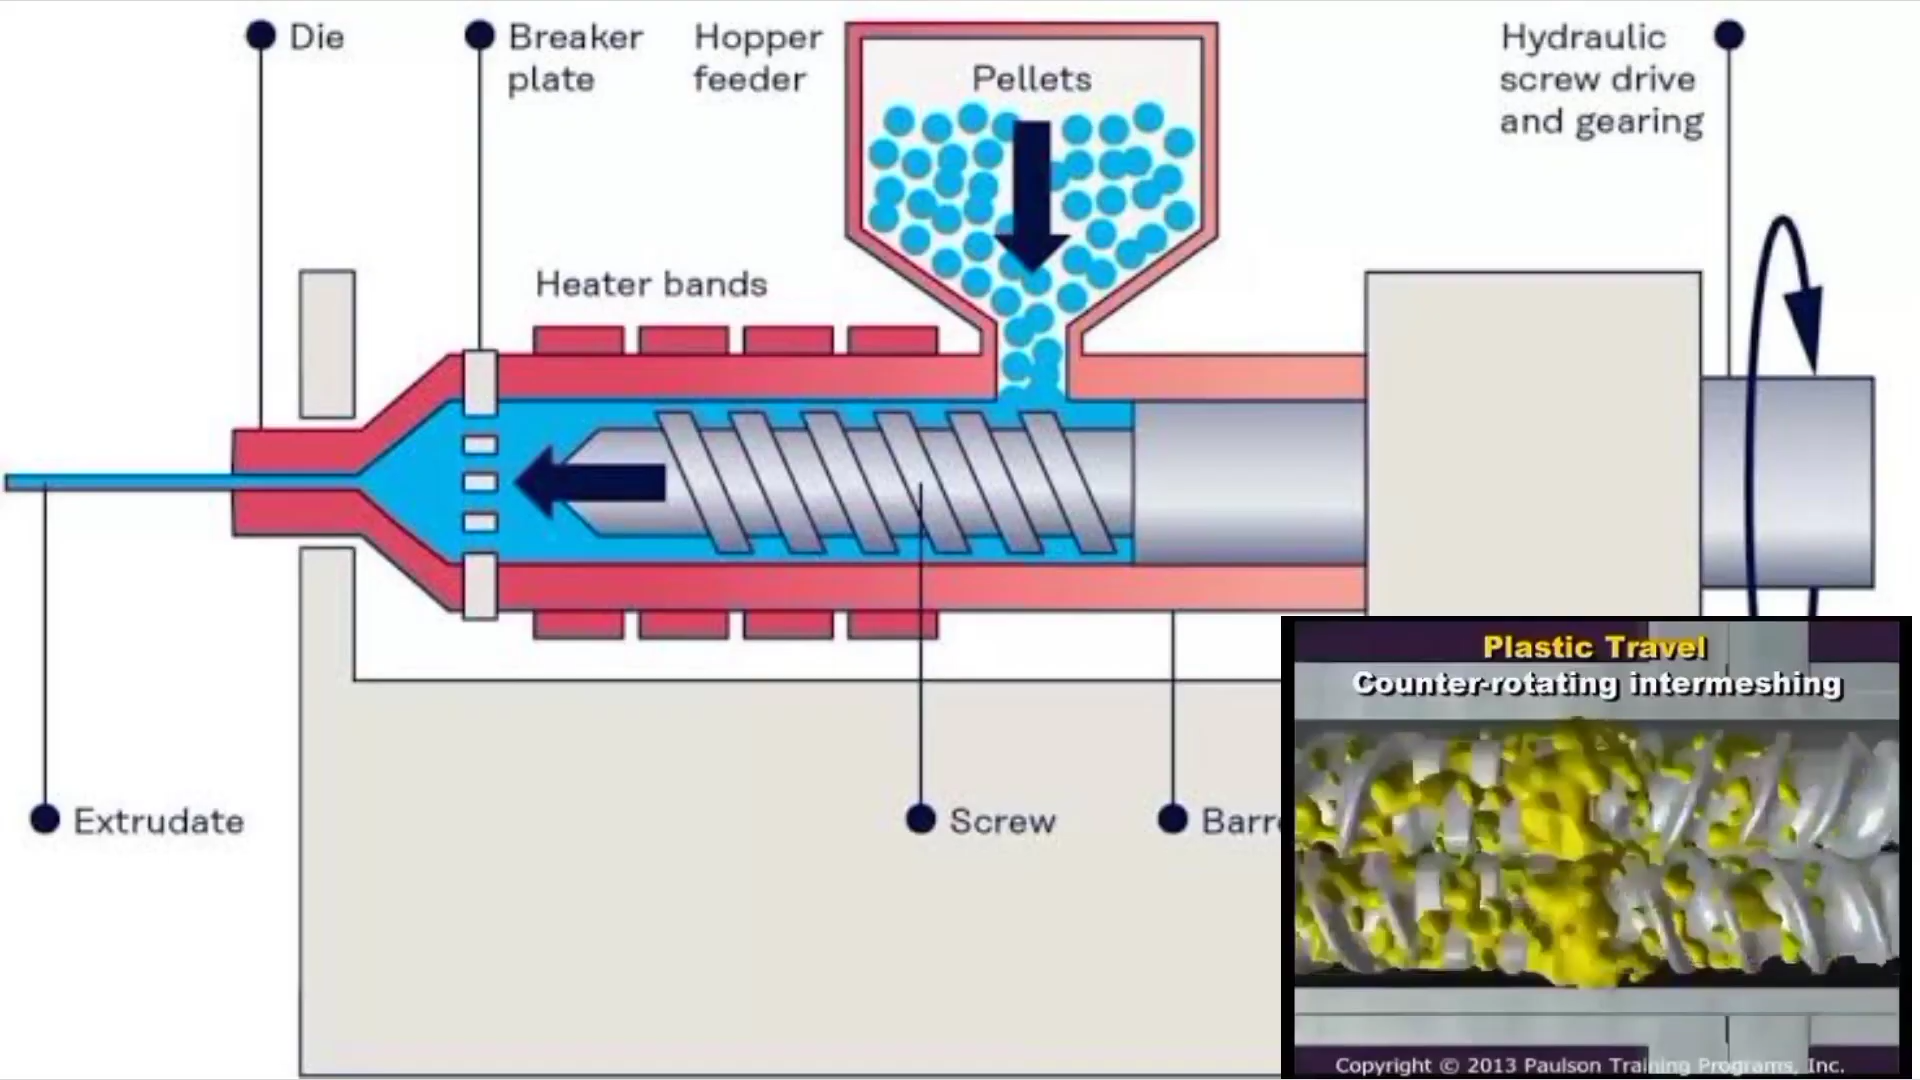 Die
Breaker
plate
Hopper
feeder
Pellets
Hydraulic
screw drive
and gearing
Heater bands
Extrudate
Screw
Barre
Plastic Travel
Counter-rotating intermeshing
Copyright © 2013 Paulson Training Programs, Inc.